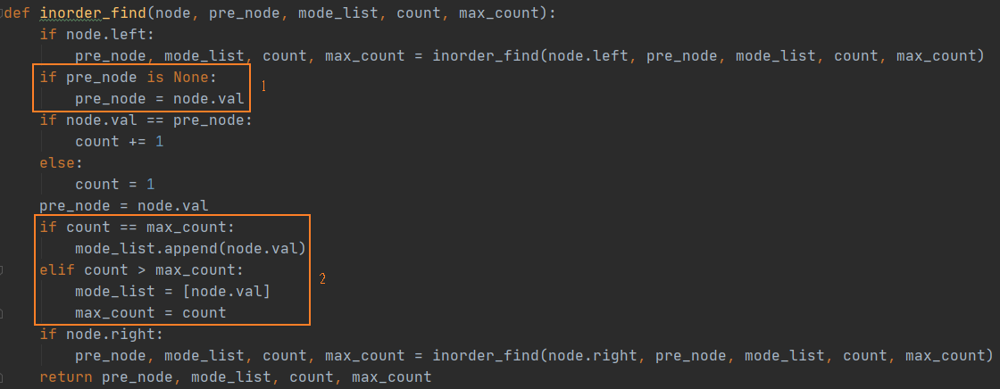 def inorder_find(node, pre_node, mode_list, count, max_count):
    if node.left:
        pre_node, mode_list, count, max_count = inorder_find(node.left, pre_node, mode_list, count, max_count)
    if pre_node is None: 1
        pre_node = node.val
    if node.val == pre_node:
        count += 1
    else:
        count = 1
    pre_node = node.val
    if count == max_count:
        mode_list.append(node.val)
    elif count > max_count: 2
        mode_list = [node.val]
        max_count = count
    if node.right:
        pre_node, mode_list, count, max_count = inorder_find(node.right, pre_node, mode_list, count, max_count)
    return pre_node, mode_list, count, max_count